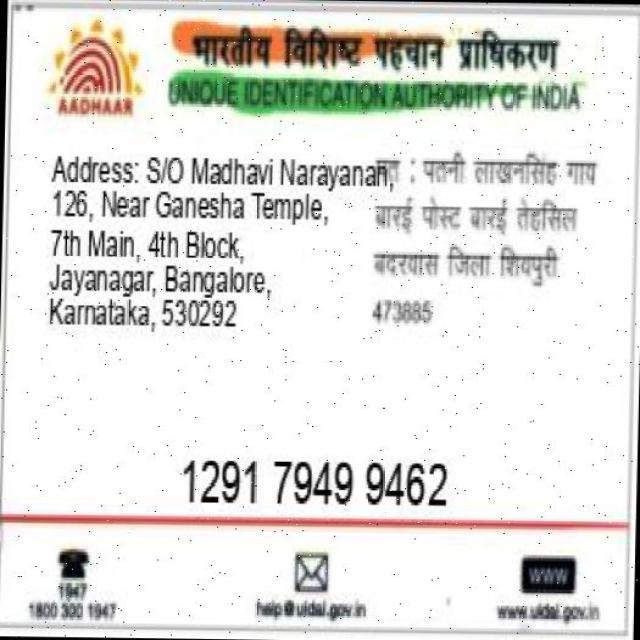 भारतीय विशिष्ट पहचान प्राधिकरण
UNIQUE IDENTIFICATION AUTHORITY OF INDIA
AADHAAR
Address: S/O Madhavi Narayanan,
126, Near Ganesha Temple,
7th Main, 4th Block,
Jayanagar, Bangalore,
Karnataka, 530292
: पतनी लाखनसिंह गाय
बारई पोस्ट बारई तेहसिल
बदरवांस जिला शिवपुरी
473885
1291 7949 9462
1947
1800 300 1947
help@uidai.gov.in
WWW
www.uidai.gov.in